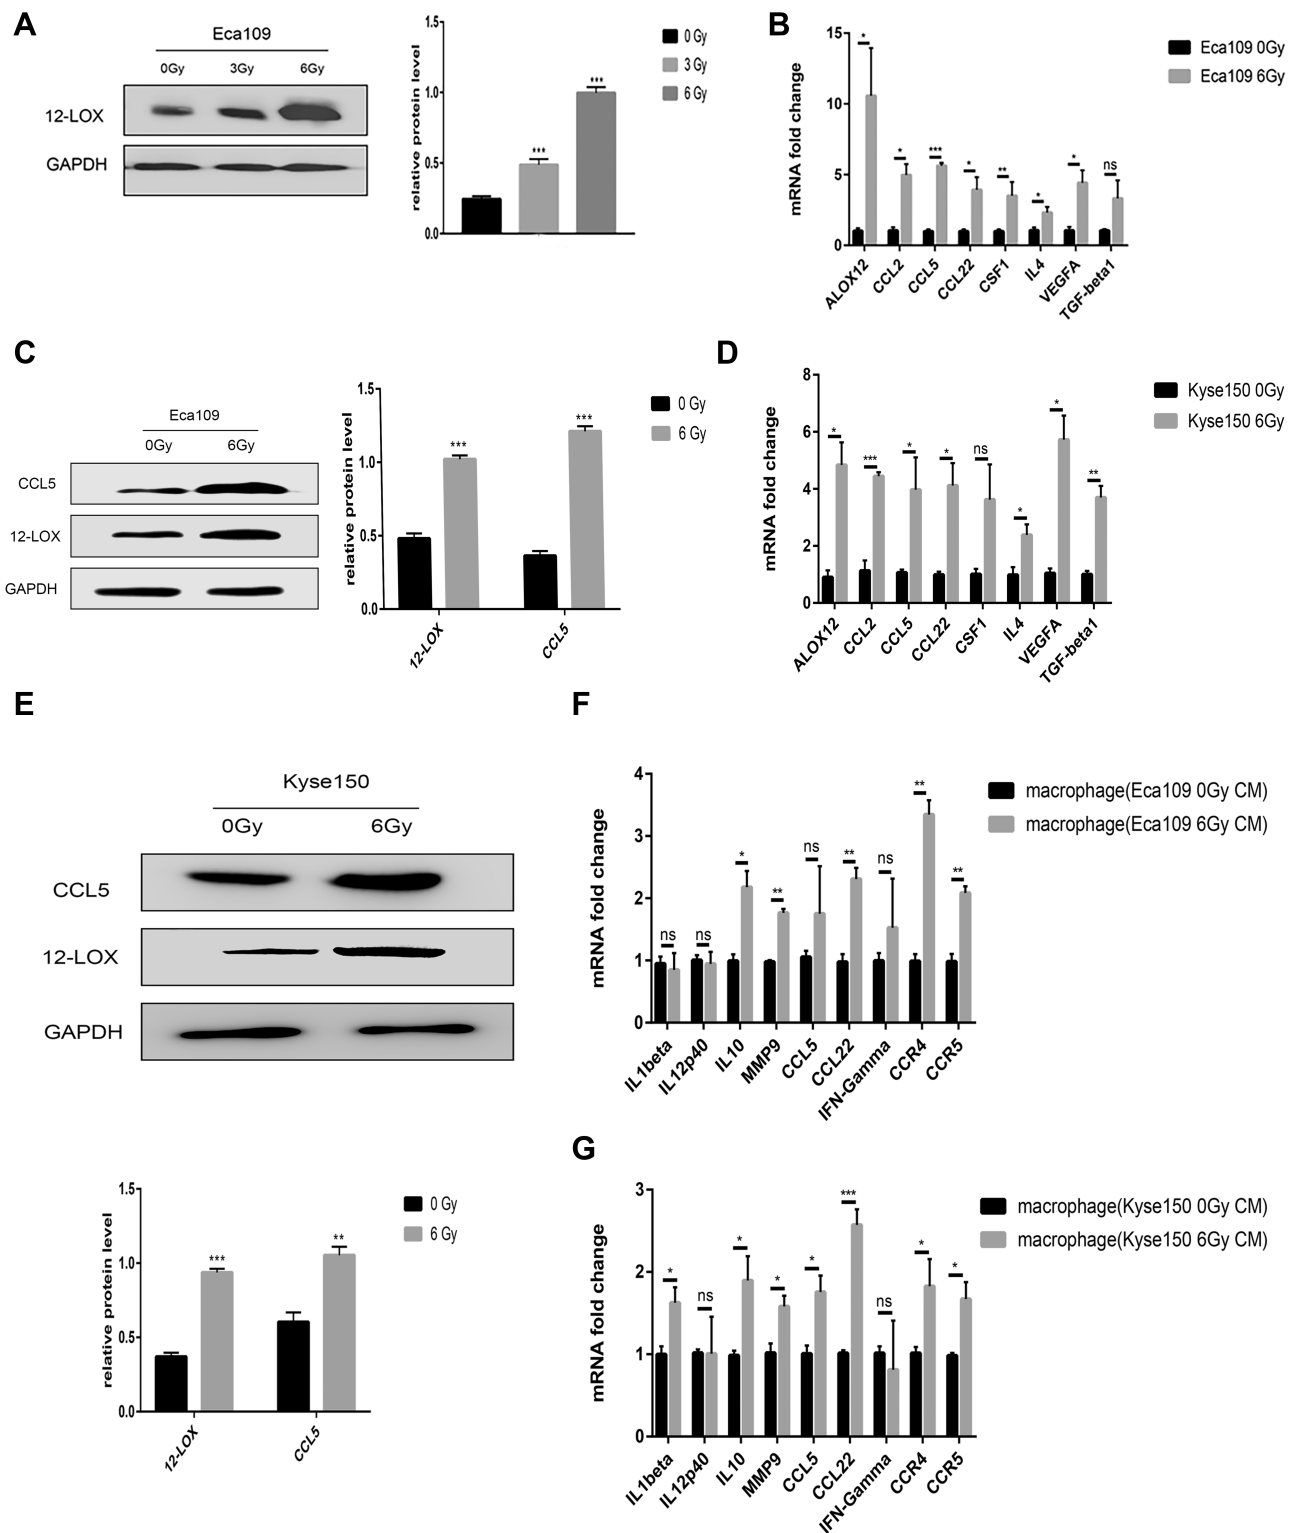 A
Eca109
0Gy 3Gy 6Gy
12-LOX
GAPDH
relative protein level
1.5
1.0
0.5
0.0
*** ***
0 Gy
3 Gy
6 Gy
B
mRNA fold change
15
10
5
0
* * *** * ** * * ns
ALOX12 CCL2 CCL5 CCL22 CSF1 IL4 VEGFA TGF-beta1
Eca109 0Gy
Eca109 6Gy
C
Eca109
0Gy 6Gy
CCL5
12-LOX
GAPDH
relative protein level
1.5
1.0
0.5
0.0
*** ***
12-LOX CCL5
0 Gy
6 Gy
D
mRNA fold change
8
6
4
2
0
* *** * * ns * * **
ALOX12 CCL2 CCL5 CCL22 CSF1 IL4 VEGFA TGF-beta1
Kyse150 0Gy
Kyse150 6Gy
E
Kyse150
0Gy 6Gy
CCL5
12-LOX
GAPDH
relative protein level
1.5
1.0
0.5
0.0
*** **
12-LOX CCL5
0 Gy
6 Gy
F
mRNA fold change
4
3
2
1
0
ns ns * ** ns ** ns ** **
IL1beta IL12p40 IL10 MMP9 CCL5 CCL22 IFN-Gamma CCR4 CCR5
macrophage(Eca109 0Gy CM)
macrophage(Eca109 6Gy CM)
G
mRNA fold change
3
2
1
0
* ns * * * *** ns * *
IL1beta IL12p40 IL10 MMP9 CCL5 CCL22 IFN-Gamma CCR4 CCR5
macrophage(Kyse150 0Gy CM)
macrophage(Kyse150 6Gy CM)